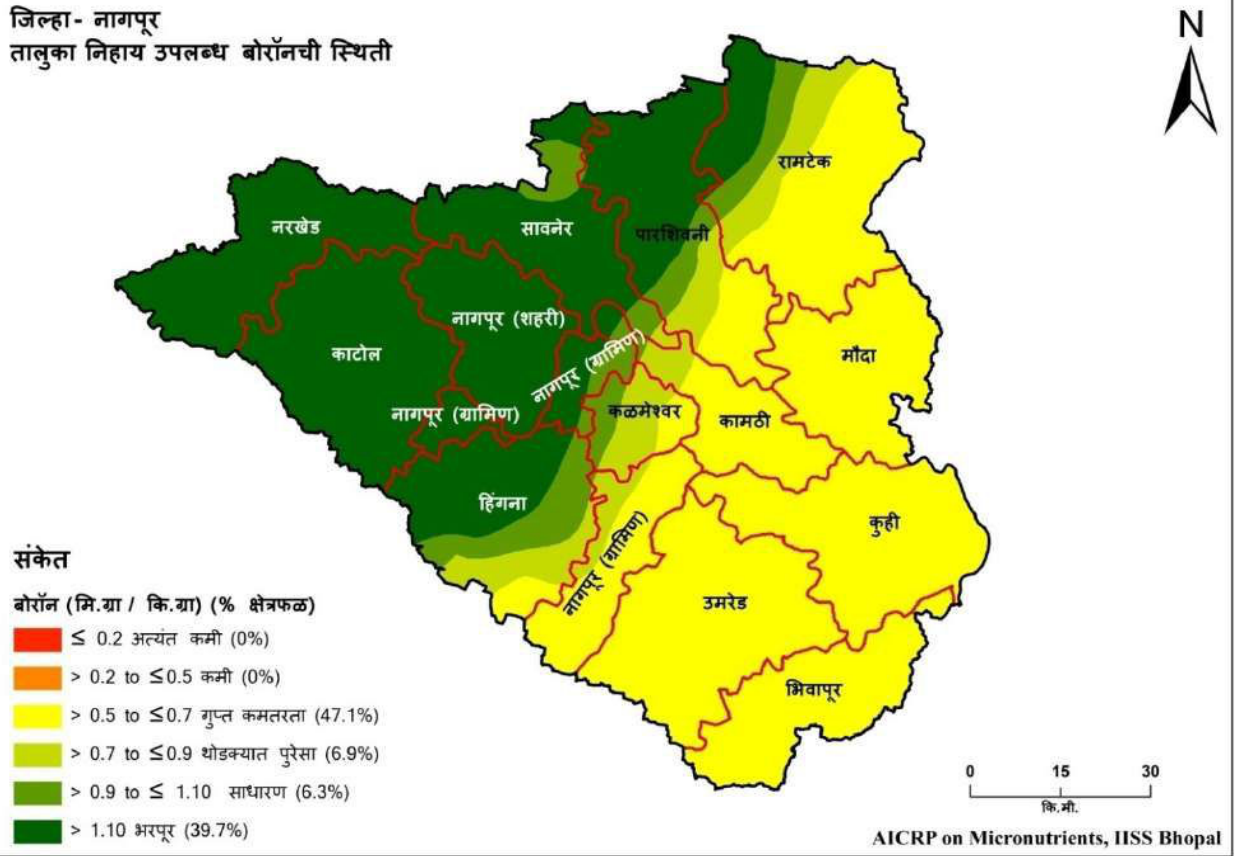 जिल्हा- नागपूर
तालुका निहाय उपलब्ध बोरॉनची स्थिती
N
रामटेक
नरखेड
सावनेर
पारशिवनी
नागपूर (शहरी)
काटोल
नागपूर (ग्रामिण)
मौदा
नागपूर (ग्रामिण)
कळमेश्वर
कामठी
हिंगना
कुही
नागपूर (ग्रामिण)
उमरेड
भिवापूर
संकेत
बोरॉन (मि.ग्रा / कि.ग्रा) (% क्षेत्रफळ)
≤ 0.2 अत्यंत कमी (0%)
> 0.2 to ≤0.5 कमी (0%)
> 0.5 to ≤0.7 गुप्त कमतरता (47.1%)
> 0.7 to ≤0.9 थोडक्यात पुरेसा (6.9%)
> 0.9 to ≤ 1.10 साधारण (6.3%)
> 1.10 भरपूर (39.7%)
0 15 30
कि.मी.
AICRP on Micronutrients, IISS Bhopal